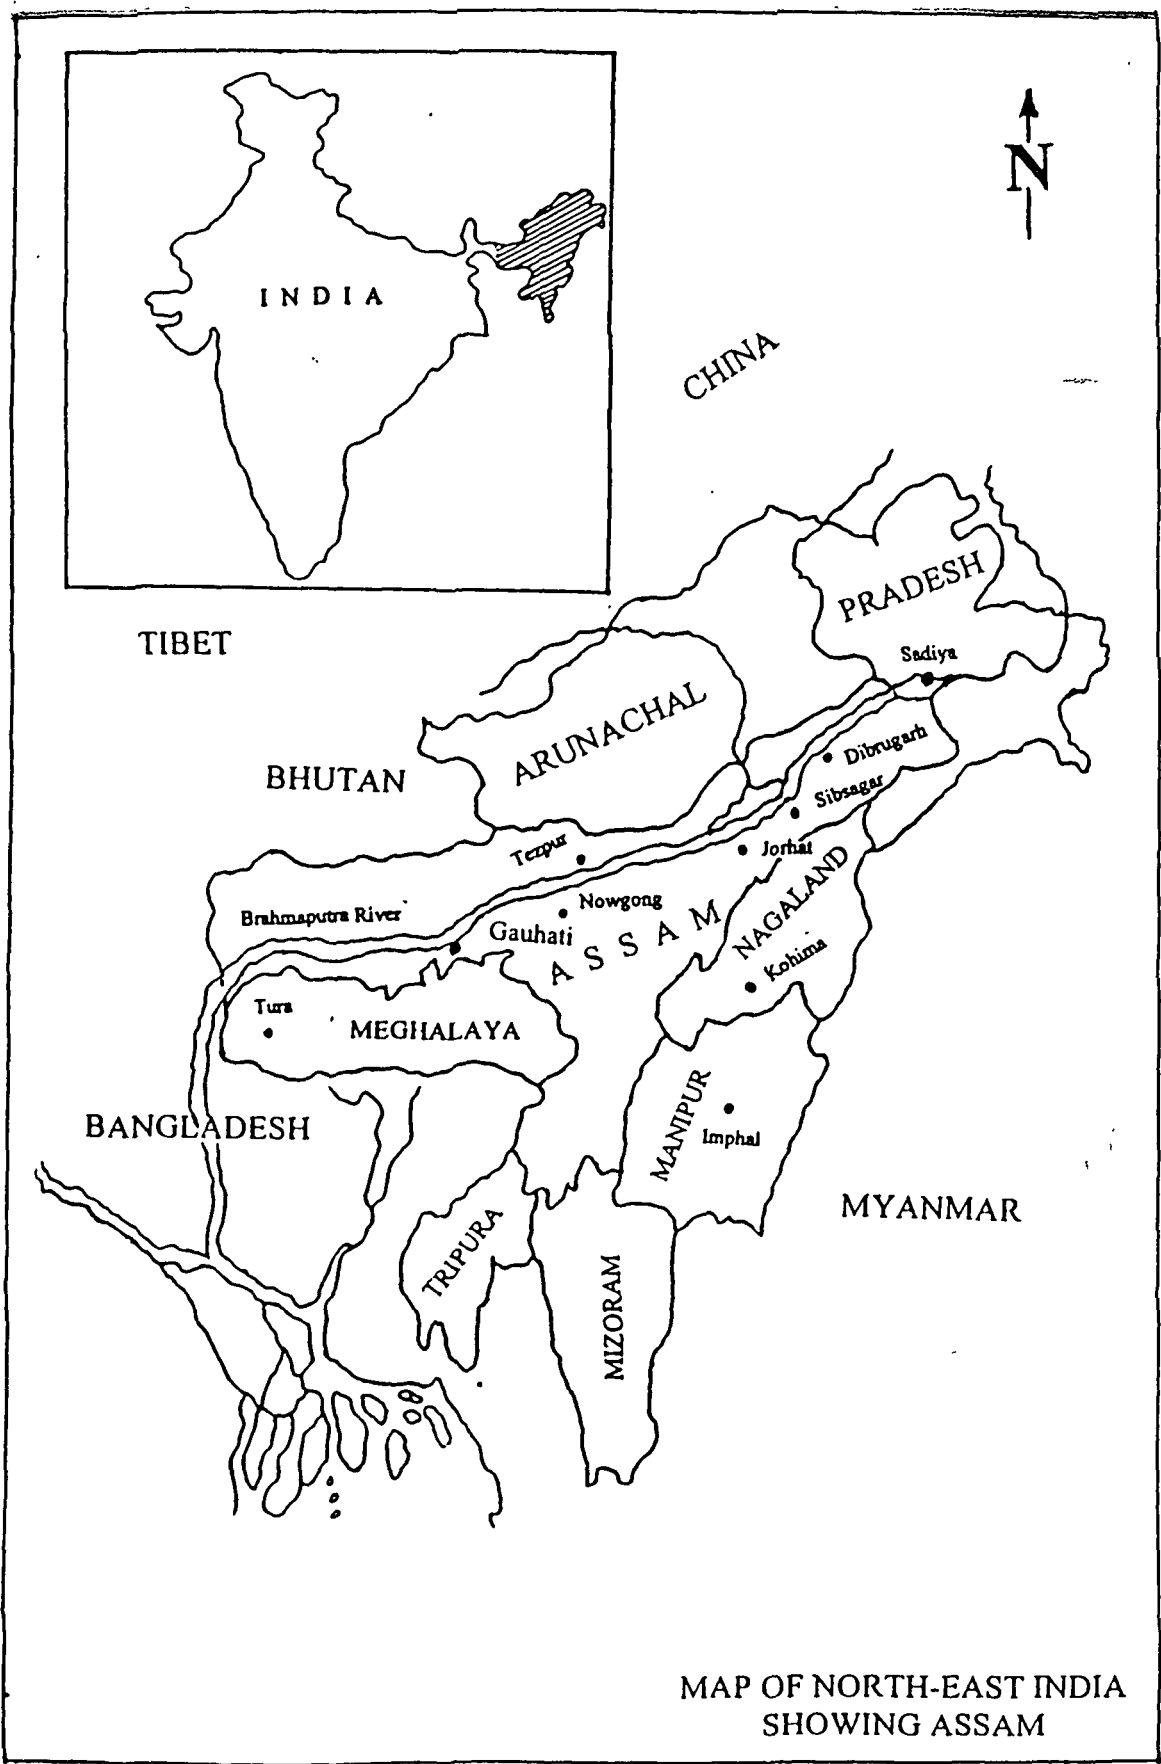 N
INDIA
CHINA
PRADESH
TIBET
Sadiya
ARUNACHAL
BHUTAN
Dibrugarh
Sibsagar
Tezpur
Jorhat
Nowgong
NAGALAND
Brahmaputra River
Gauhati
ASSAM
Kohima
Tura
MEGHALAYA
MANIPUR
BANGLADESH
Imphal
MYANMAR
TRIPURA
MIZORAM
MAP OF NORTH-EAST INDIA
SHOWING ASSAM